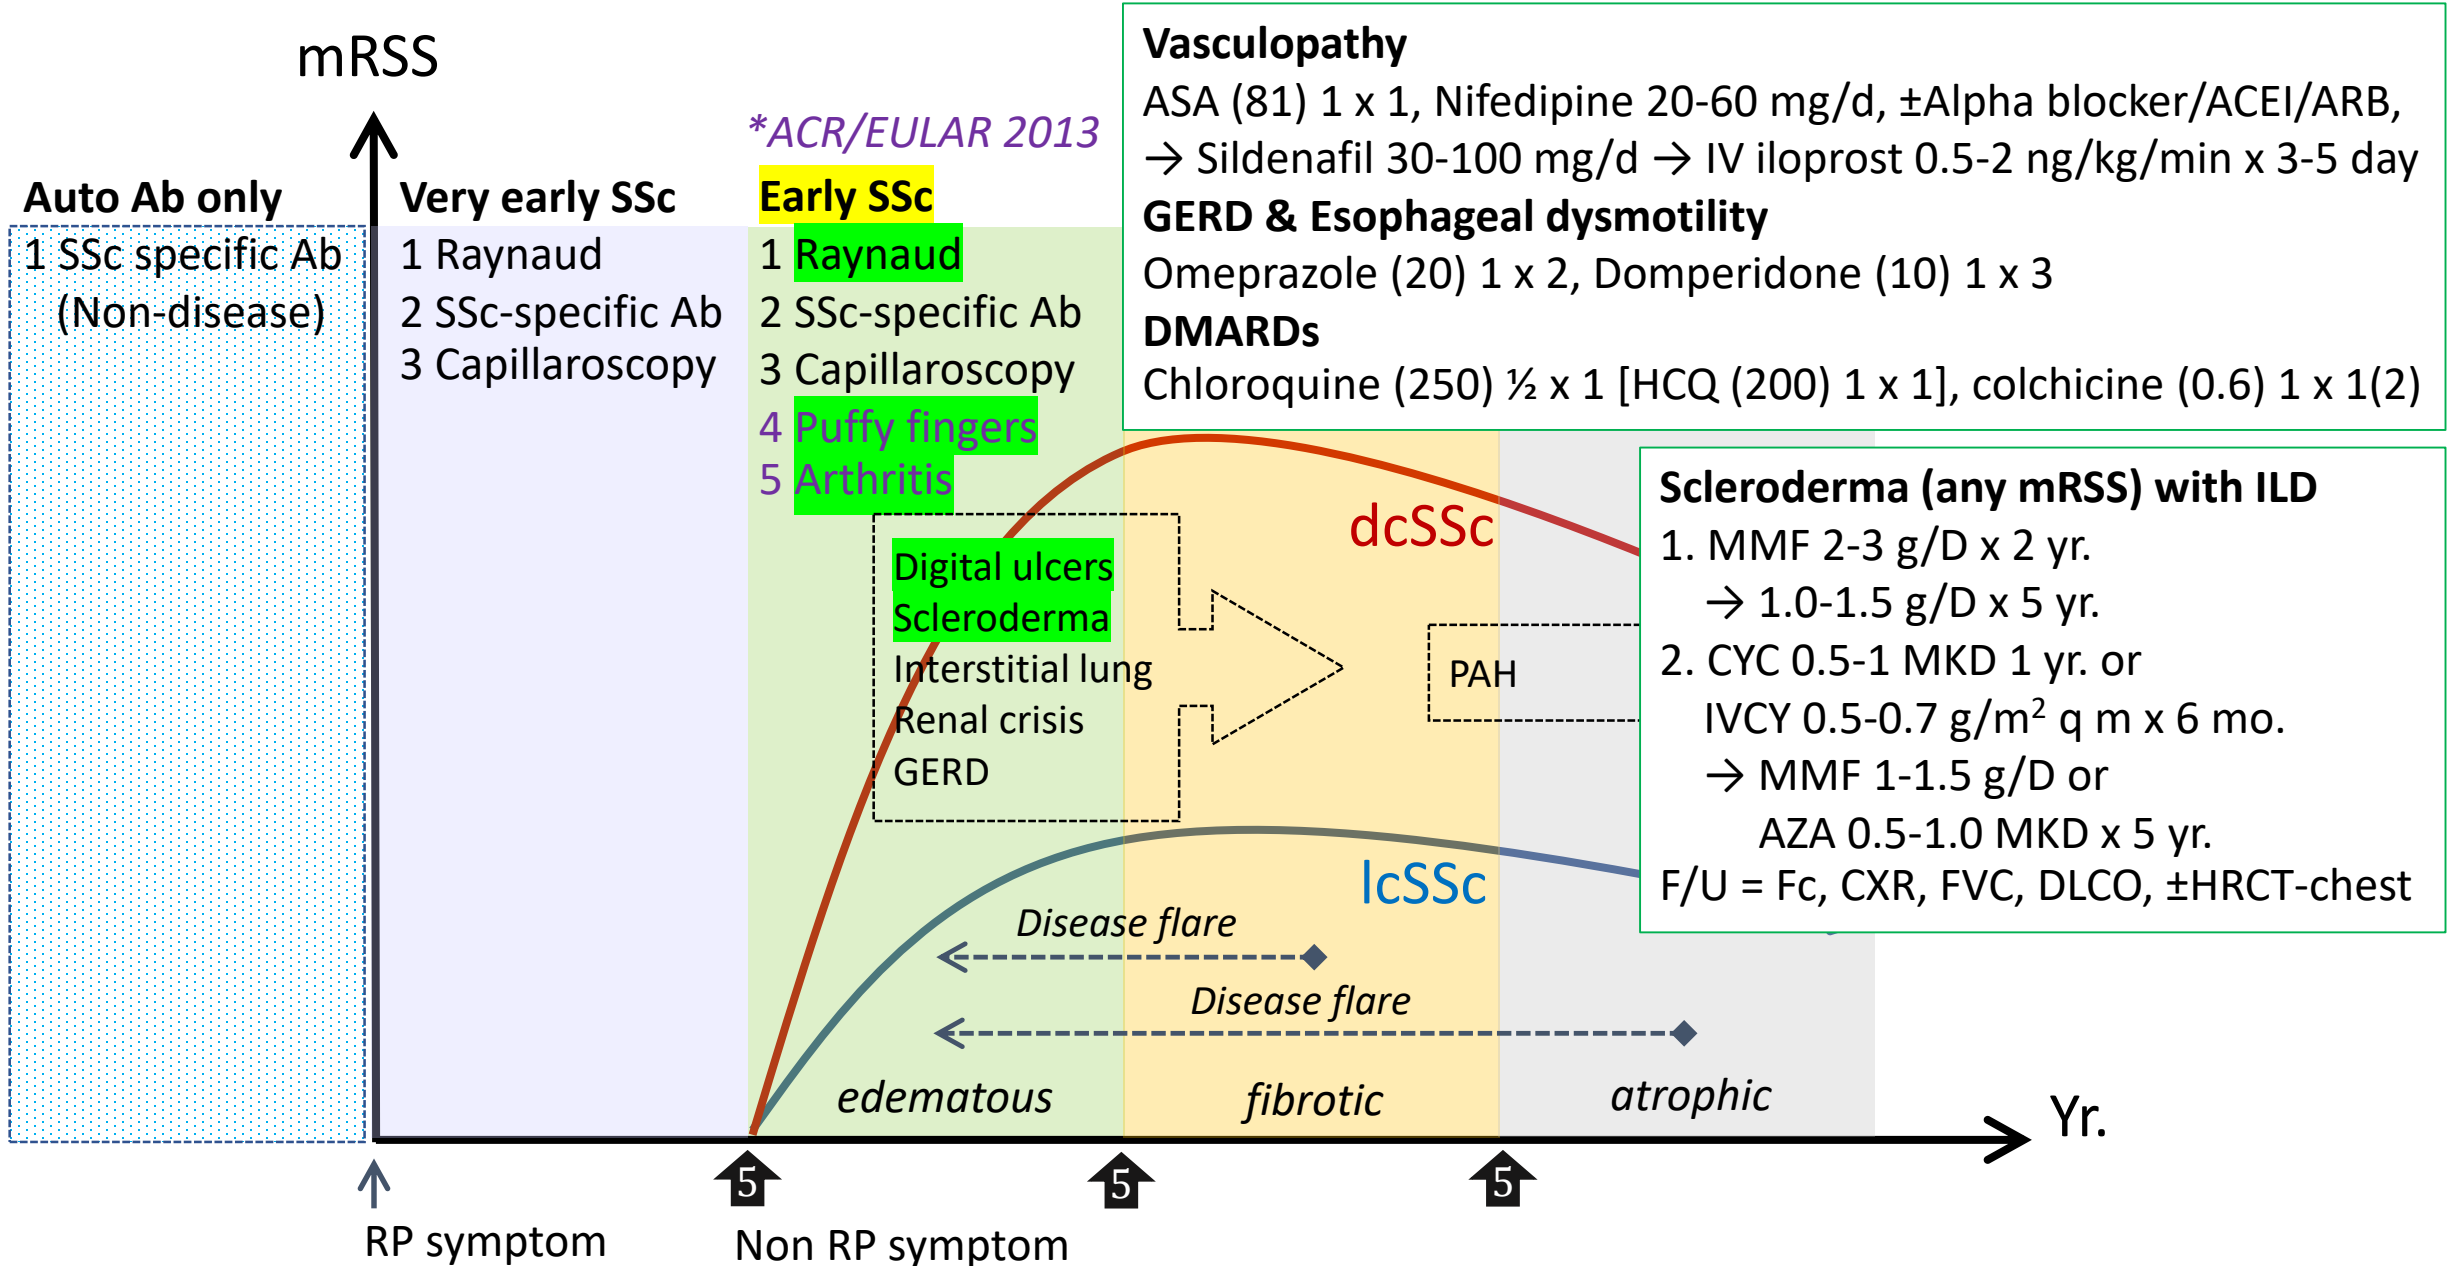 mRSS
*ACR/EULAR 2013
Auto Ab only
1 SSc specific Ab
(Non-disease)
Very early SSc
1 Raynaud
2 SSc-specific Ab
3 Capillaroscopy
Early SSc
1 Raynaud
2 SSc-specific Ab
3 Capillaroscopy
4 Puffy fingers
5 Arthritis
Digital ulcers
Scleroderma
Interstitial lung
Renal crisis
GERD
Vasculopathy
ASA (81) 1 x 1, Nifedipine 20-60 mg/d, ±Alpha blocker/ACEI/ARB,
→ Sildenafil 30-100 mg/d → IV iloprost 0.5-2 ng/kg/min x 3-5 day
GERD & Esophageal dysmotility
Omeprazole (20) 1 x 2, Domperidone (10) 1 x 3
DMARDs
Chloroquine (250) ½ x 1 [HCQ (200) 1 x 1], colchicine (0.6) 1 x 1(2)
dcSSc
PAH
Scleroderma (any mRSS) with ILD
1. MMF 2-3 g/D x 2 yr.
→ 1.0-1.5 g/D x 5 yr.
2. CYC 0.5-1 MKD 1 yr. or
IVCY 0.5-0.7 g/m² q m x 6 mo.
→ MMF 1-1.5 g/D or
AZA 0.5-1.0 MKD x 5 yr.
F/U = Fc, CXR, FVC, DLCO, ±HRCT-chest
lcSSc
Disease flare
Disease flare
edematous
fibrotic
atrophic
Yr.
5
5
5
RP symptom
Non RP symptom